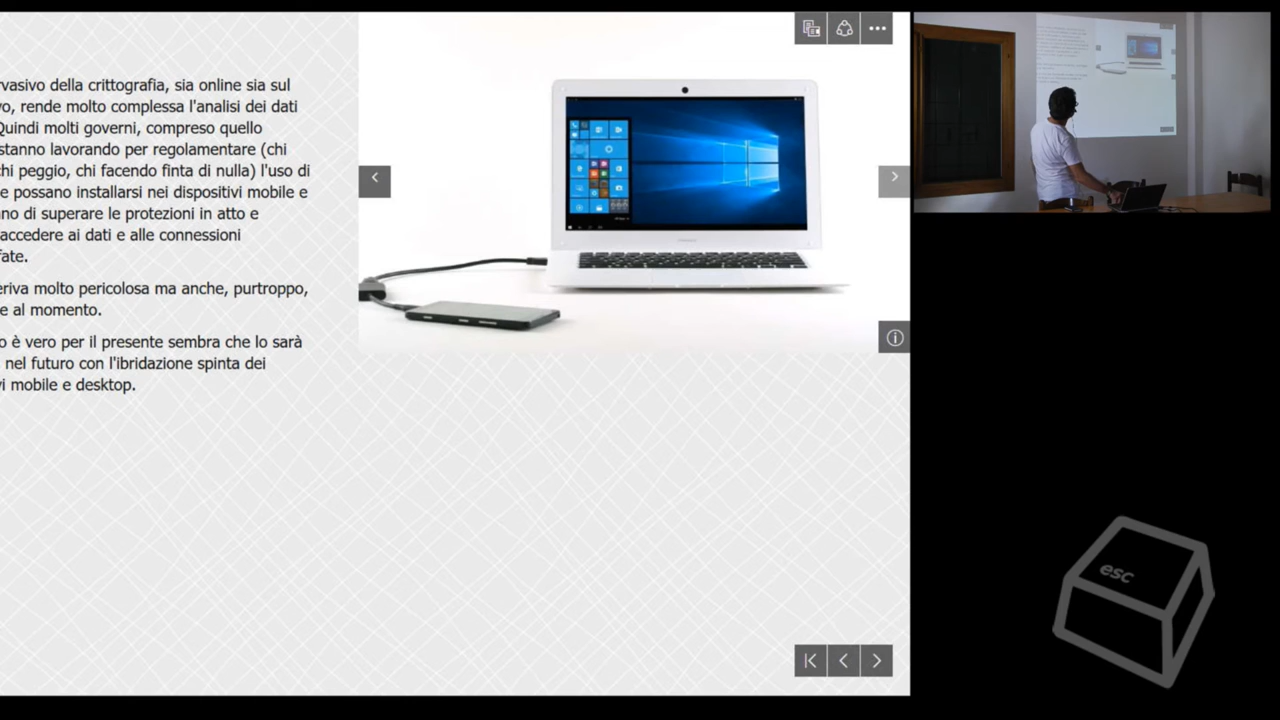 rvasivo della crittografia, sia online sia sul
vo, rende molto complessa l'analisi dei dati
Quindi molti governi, compreso quello
stanno lavorando per regolamentare (chi
chi peggio, chi facendo finta di nulla) l'uso di
e possano installarsi nei dispositivi mobile e
no di superare le protezioni in atto e
accedere ai dati e alle connessioni
fate.
eriva molto pericolosa ma anche, purtroppo,
e al momento.
o è vero per il presente sembra che lo sarà
nel futuro con l'ibridazione spinta dei
vi mobile e desktop.
esc